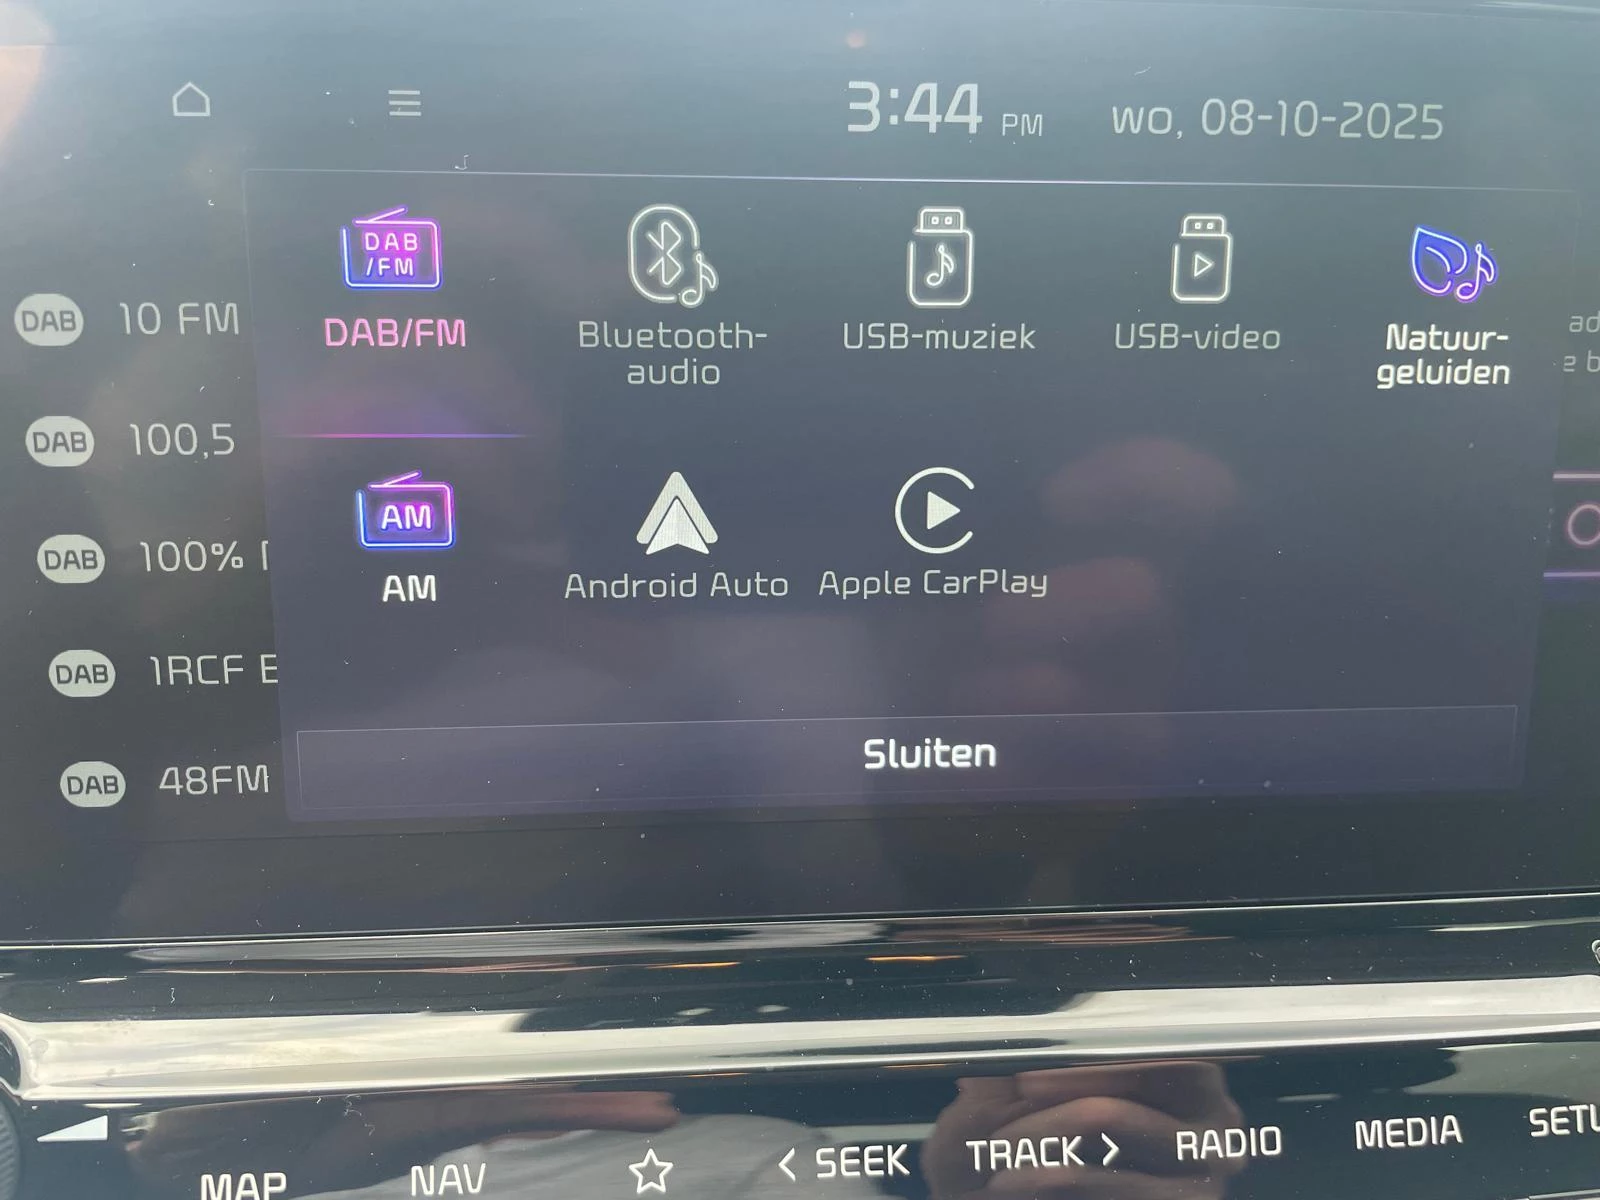 3:44 PM wo, 08-10-2025
DAB
/FM
DAB/FM
Bluetooth-
audio
USB-muziek
USB-video
Natuur-
geluiden
AM
AM
Android Auto
Apple CarPlay
Sluiten
DAB 10 FM
DAB 100,5
DAB 100%
DAB 1RCF
DAB 48FM
MAP
NAV
< SEEK
TRACK >
RADIO
MEDIA